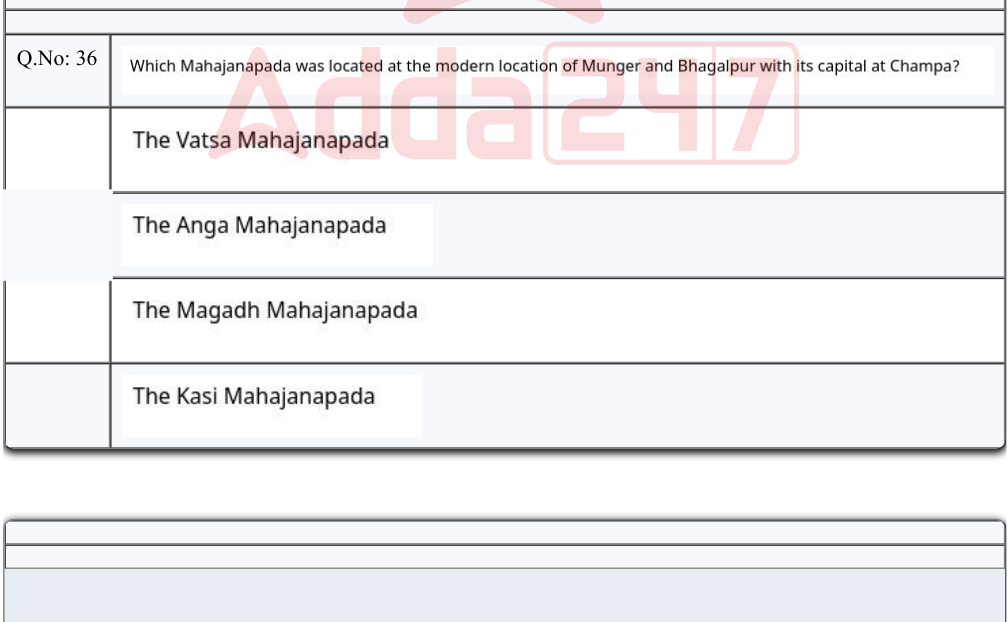 Q.No: 36
Which Mahajanapada was located at the modern location of Munger and Bhagalpur with its capital at Champa?
Adda247
The Vatsa Mahajanapada
The Anga Mahajanapada
The Magadh Mahajanapada
The Kasi Mahajanapada